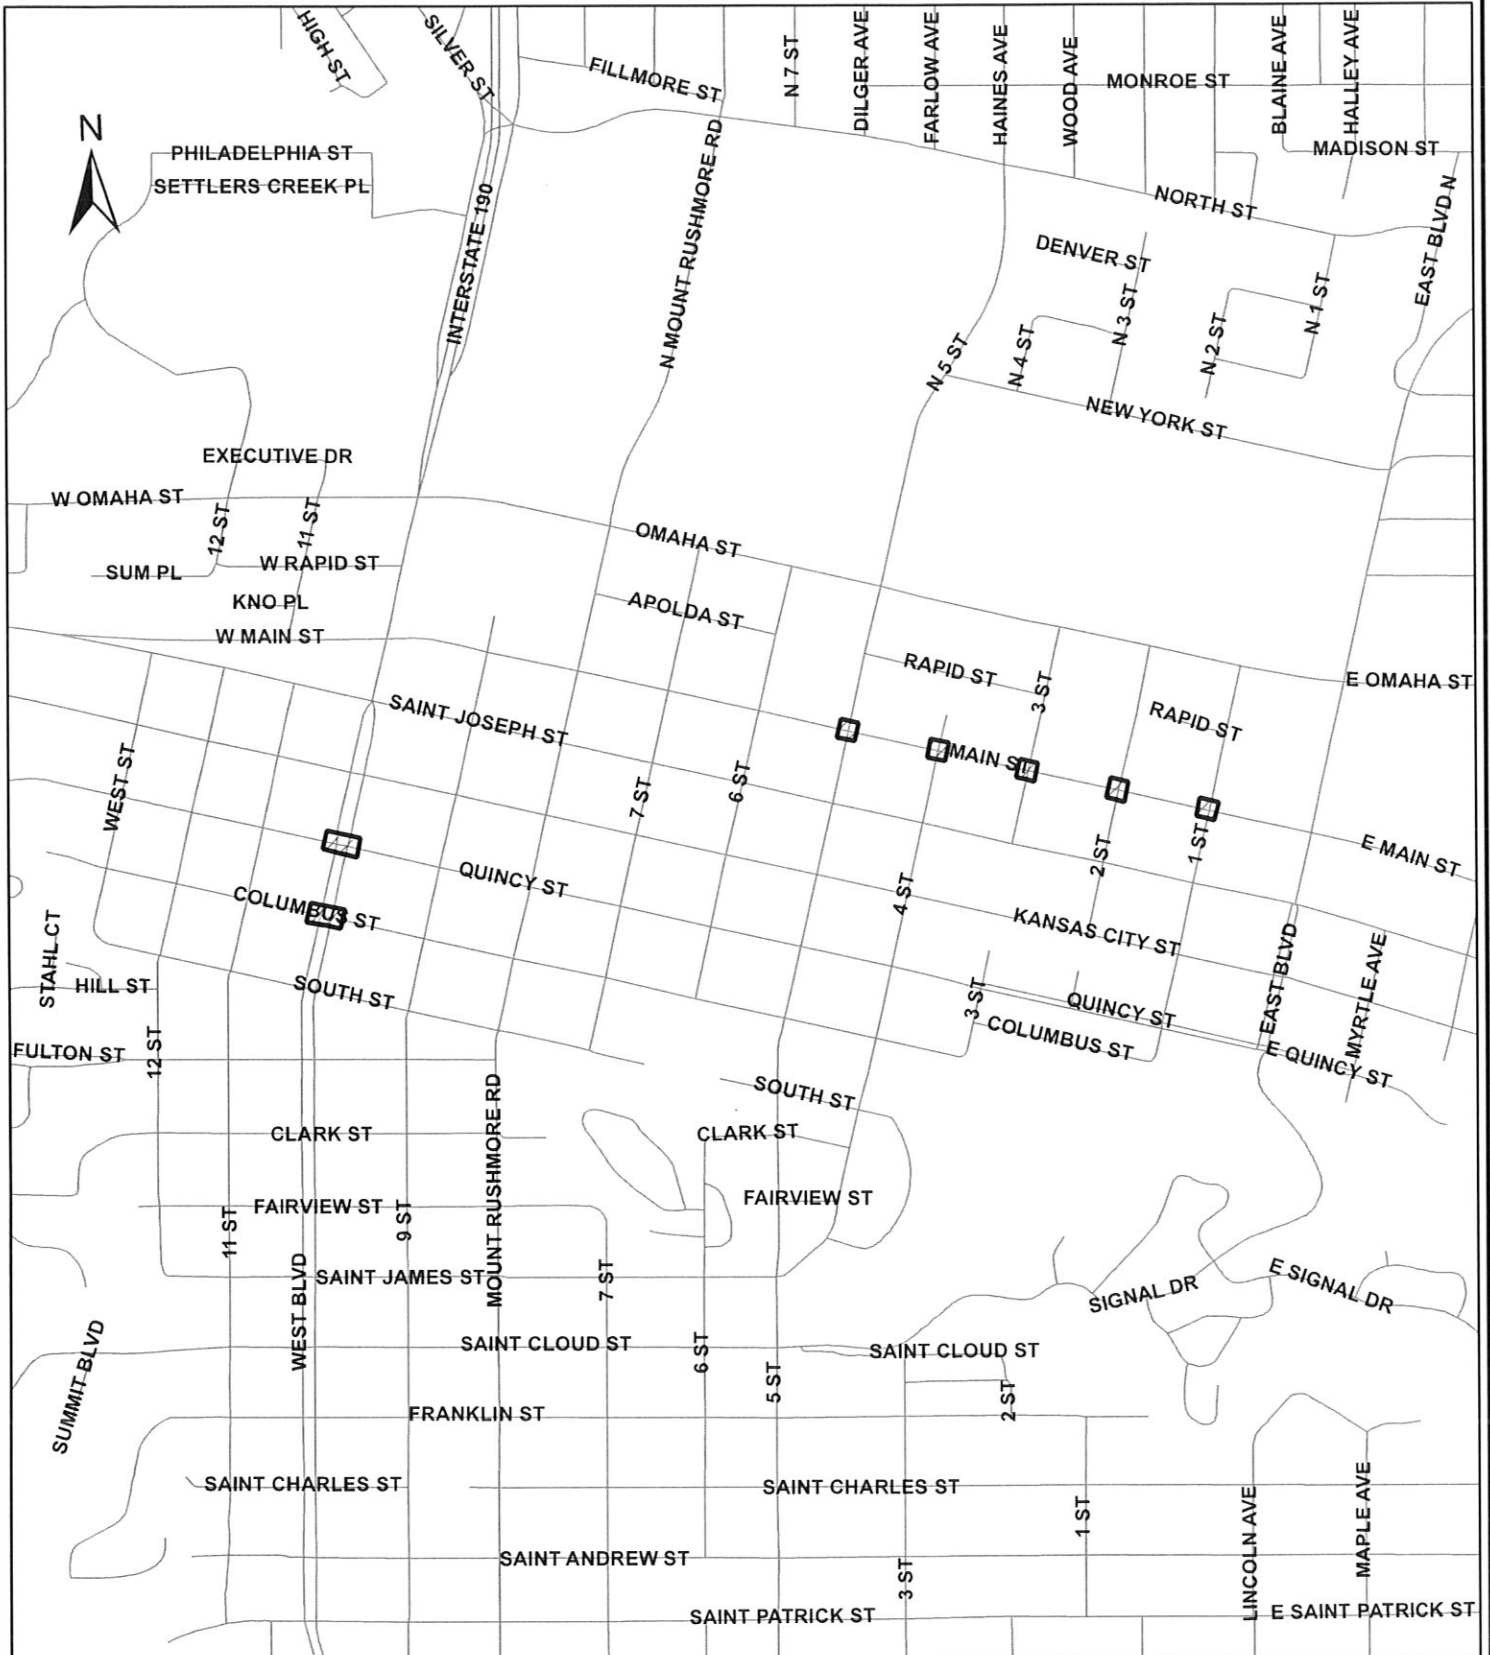 HIGH ST
SILVER ST
FILLMORE ST
N 7 ST
DILGER AVE
FARLOW AVE
HAINES AVE
WOOD AVE
MONROE ST
BLAINE AVE
HALLEY AVE
N
PHILADELPHIA ST
SETTLERS CREEK PL
MADISON ST
NORTH ST
INTERSTATE 190
N MOUNT RUSHMORE RD
DENVER ST
EAST BLVD N
N 5 ST
N 4 ST
N 3 ST
N 2 ST
N 1 ST
NEW YORK ST
EXECUTIVE DR
W OMAHA ST
12 ST
11 ST
OMAHA ST
SUM PL
W RAPID ST
KNO PL
APOLDA ST
W MAIN ST
RAPID ST
3 ST
E OMAHA ST
SAINT JOSEPH ST
RAPID ST
MAIN ST
WEST ST
7 ST
6 ST
2 ST
1 ST
E MAIN ST
QUINCY ST
4 ST
COLUMBUS ST
KANSAS CITY ST
STAHL CT
HILL ST
SOUTH ST
3 ST
QUINCY ST
EAST BLVD
MYRTLE AVE
COLUMBUS ST
FULTON ST
12 ST
E QUINCY ST
SOUTH ST
CLARK ST
MOUNT RUSHMORE RD
CLARK ST
FAIRVIEW ST
FAIRVIEW ST
11 ST
9 ST
WEST BLVD
SAINT JAMES ST
7 ST
SIGNAL DR
E SIGNAL DR
SUMMIT BLVD
SAINT CLOUD ST
6 ST
5 ST
SAINT CLOUD ST
2 ST
FRANKLIN ST
SAINT CHARLES ST
SAINT CHARLES ST
1 ST
LINCOLN AVE
MAPLE AVE
SAINT ANDREW ST
3 ST
SAINT PATRICK ST
E SAINT PATRICK ST